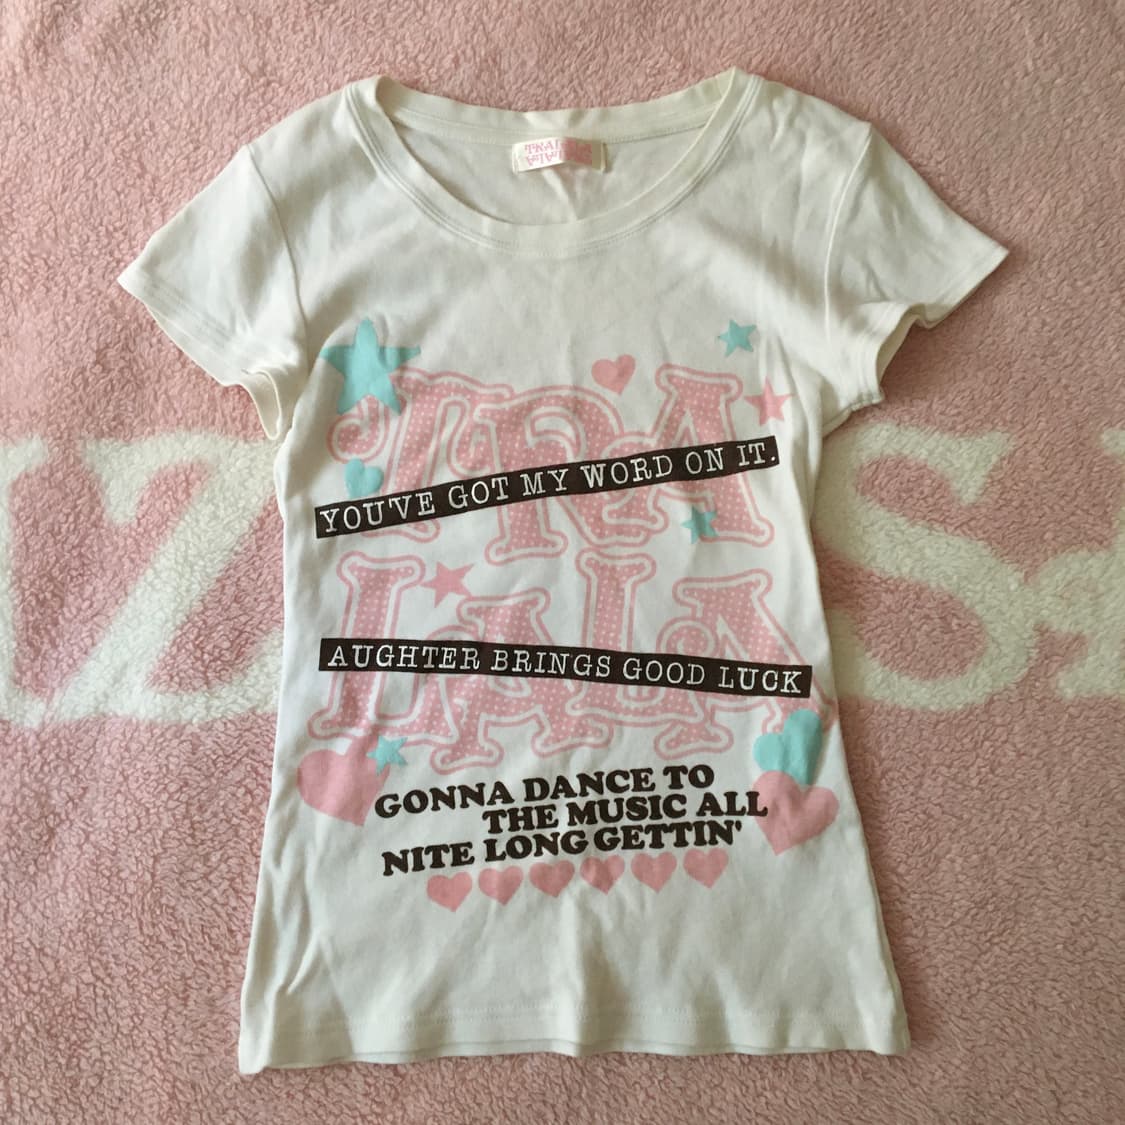 TRALALA
TRA
YOU'VE GOT MY WORD ON IT.
LALA
AUGHTER BRINGS GOOD LUCK
GONNA DANCE TO
THE MUSIC ALL
NITE LONG GETTIN'